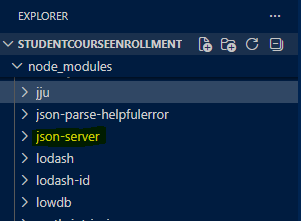 EXPLORER
STUDENTCOURSEENROLLMENT
node_modules
jju
json-parse-helpfulerror
json-server
lodash
lodash-id
lowdb